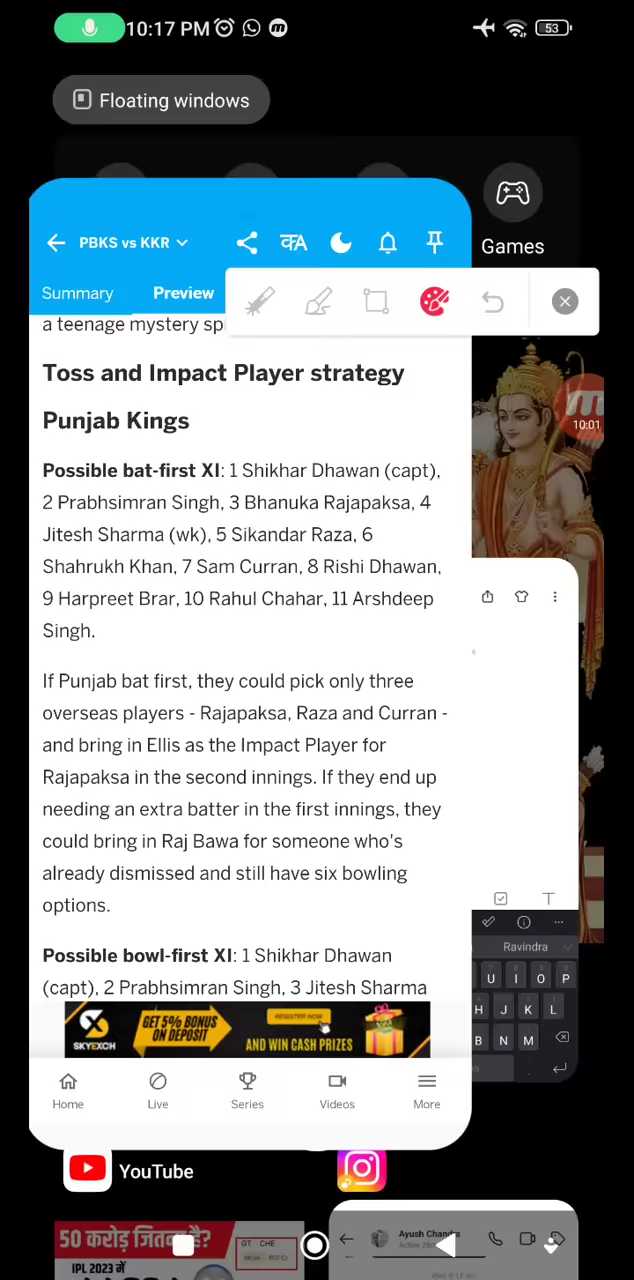 10:17 PM
53
Floating windows
Games
PBKS vs KKR
कA
Summary
Preview
a teenage mystery sp
Toss and Impact Player strategy
Punjab Kings
Possible bat-first XI: 1 Shikhar Dhawan (capt),
2 Prabhsimran Singh, 3 Bhanuka Rajapaksa, 4
Jitesh Sharma (wk), 5 Sikandar Raza, 6
Shahrukh Khan, 7 Sam Curran, 8 Rishi Dhawan,
9 Harpreet Brar, 10 Rahul Chahar, 11 Arshdeep
Singh.
10:01
If Punjab bat first, they could pick only three
overseas players - Rajapaksa, Raza and Curran -
and bring in Ellis as the Impact Player for
Rajapaksa in the second innings. If they end up
needing an extra batter in the first innings, they
could bring in Raj Bawa for someone who's
already dismissed and still have six bowling
options.
Possible bowl-first XI: 1 Shikhar Dhawan
(capt), 2 Prabhsimran Singh, 3 Jitesh Sharma
Ravindra
U I O P
H J K L
B N M
SKYEXCH
GET 5% BONUS
ON DEPOSIT
REGISTER NOW
AND WIN CASH PRIZES
Home
Live
Series
Videos
More
YouTube
50 करोड़ जितना है?
GT CHE
IPL 2023 में
Ayush Chandra